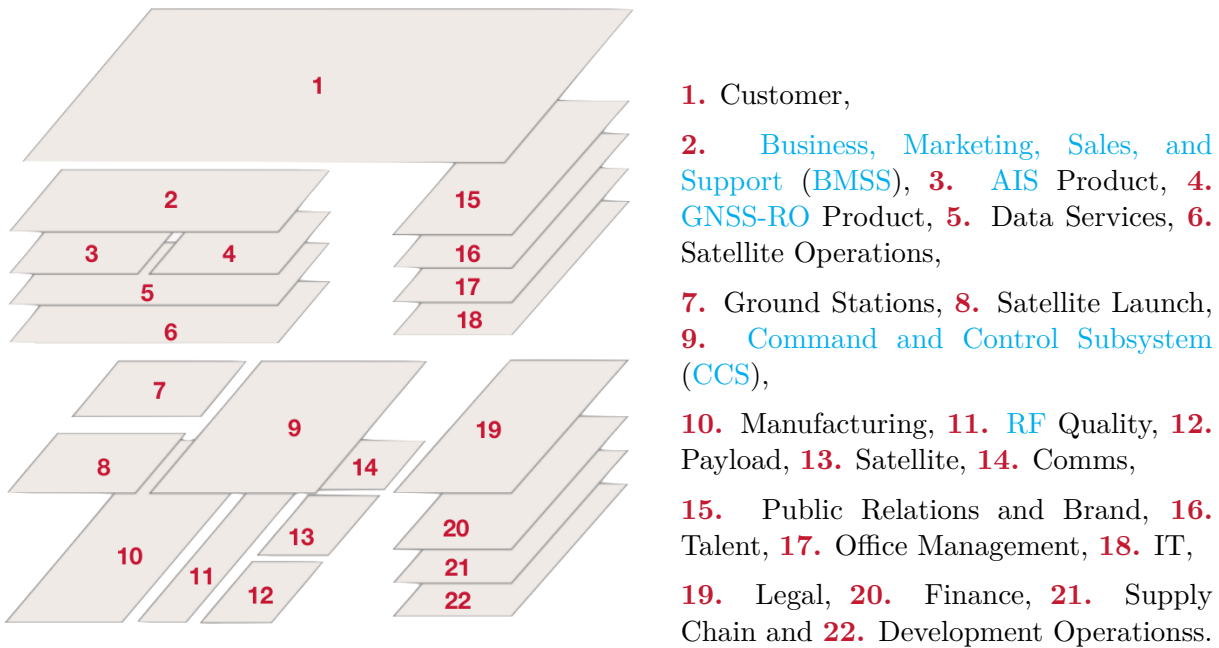 1
2
15
3
4
16
5
17
6
18
7
9
19
8
14
20
10
13
21
11
12
22
1. Customer,
2. Business, Marketing, Sales, and
Support (BMSS), 3. AIS Product, 4.
GNSS-RO Product, 5. Data Services, 6.
Satellite Operations,
7. Ground Stations, 8. Satellite Launch,
9. Command and Control Subsystem
(CCS),
10. Manufacturing, 11. RF Quality, 12.
Payload, 13. Satellite, 14. Comms,
15. Public Relations and Brand, 16.
Talent, 17. Office Management, 18. IT,
19. Legal, 20. Finance, 21. Supply
Chain and 22. Development Operationss.